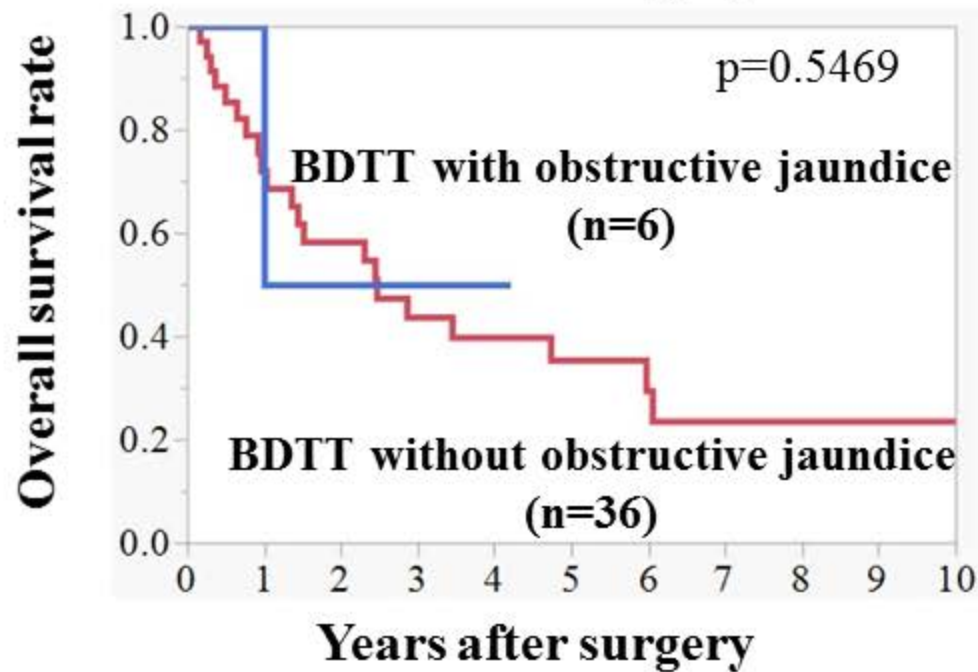 1.0
p=0.5469
0.8
BDTT with obstructive jaundice
(n=6)
0.6
0.4
0.2
BDTT without obstructive jaundice
(n=36)
0.0
0 1 2 3 4 5 6 7 8 9 10
Overall survival rate
Years after surgery